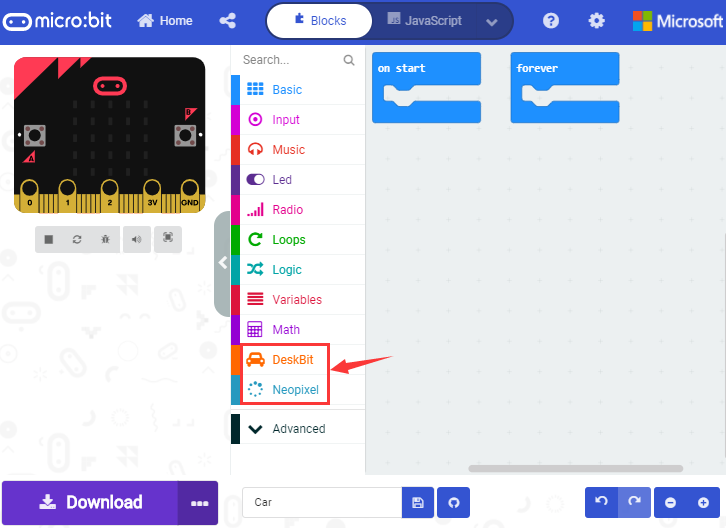 micro:bit
Home
Blocks
JS
JavaScript
?
Microsoft
Search...
on start
forever
Basic
Input
Music
Led
Radio
Loops
Logic
Variables
Math
DeskBit
Neopixel
Advanced
B
A
0 1 2 3V GND
Download
Car